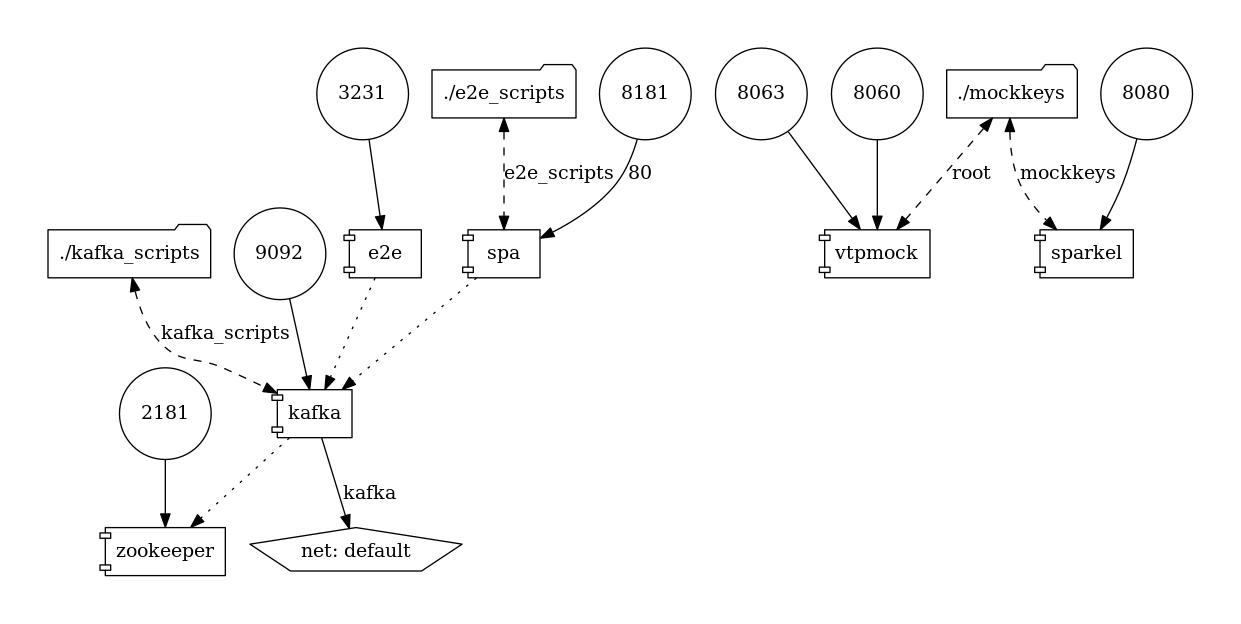 3231
./e2e_scripts
8181
8063
8060
./mockkeys
8080
e2e_scripts
80
root
mockkeys
./kafka_scripts
9092
e2e
spa
vtpmock
sparkel
kafka_scripts
2181
kafka
kafka
zookeeper
net: default